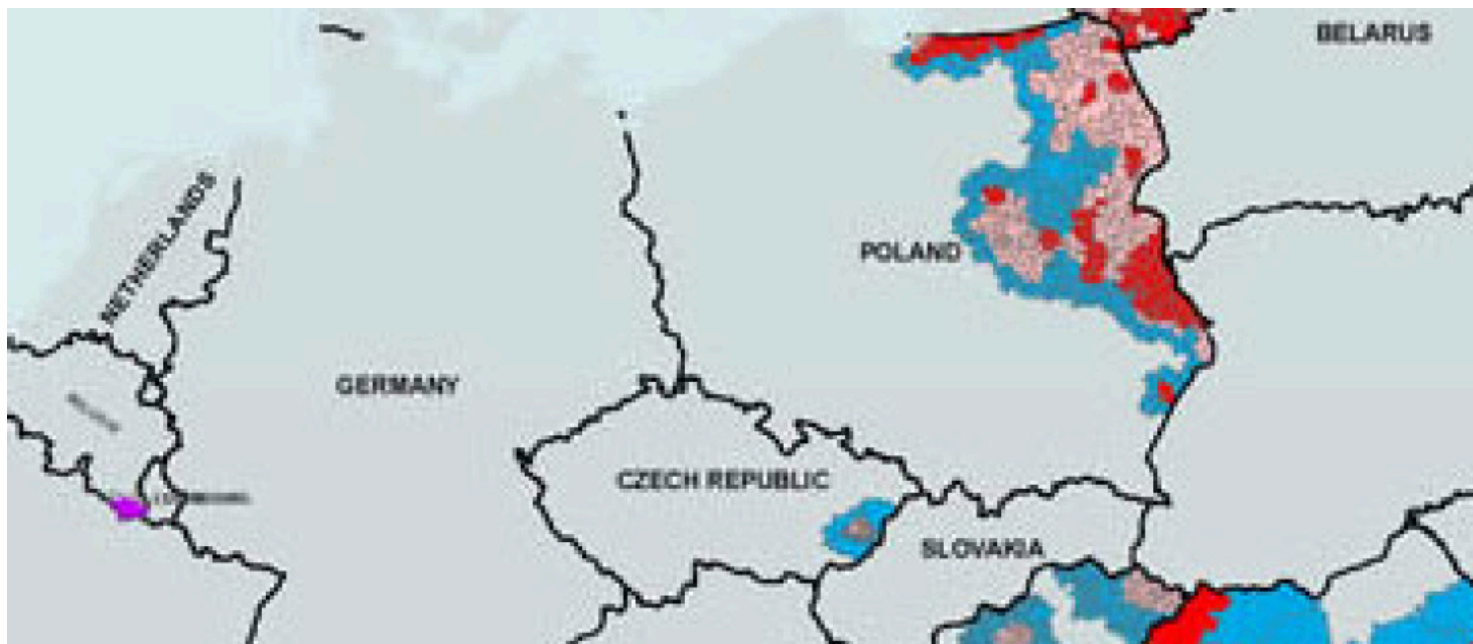 BELARUS
NETHERLANDS
POLAND
GERMANY
CZECH REPUBLIC
SLOVAKIA